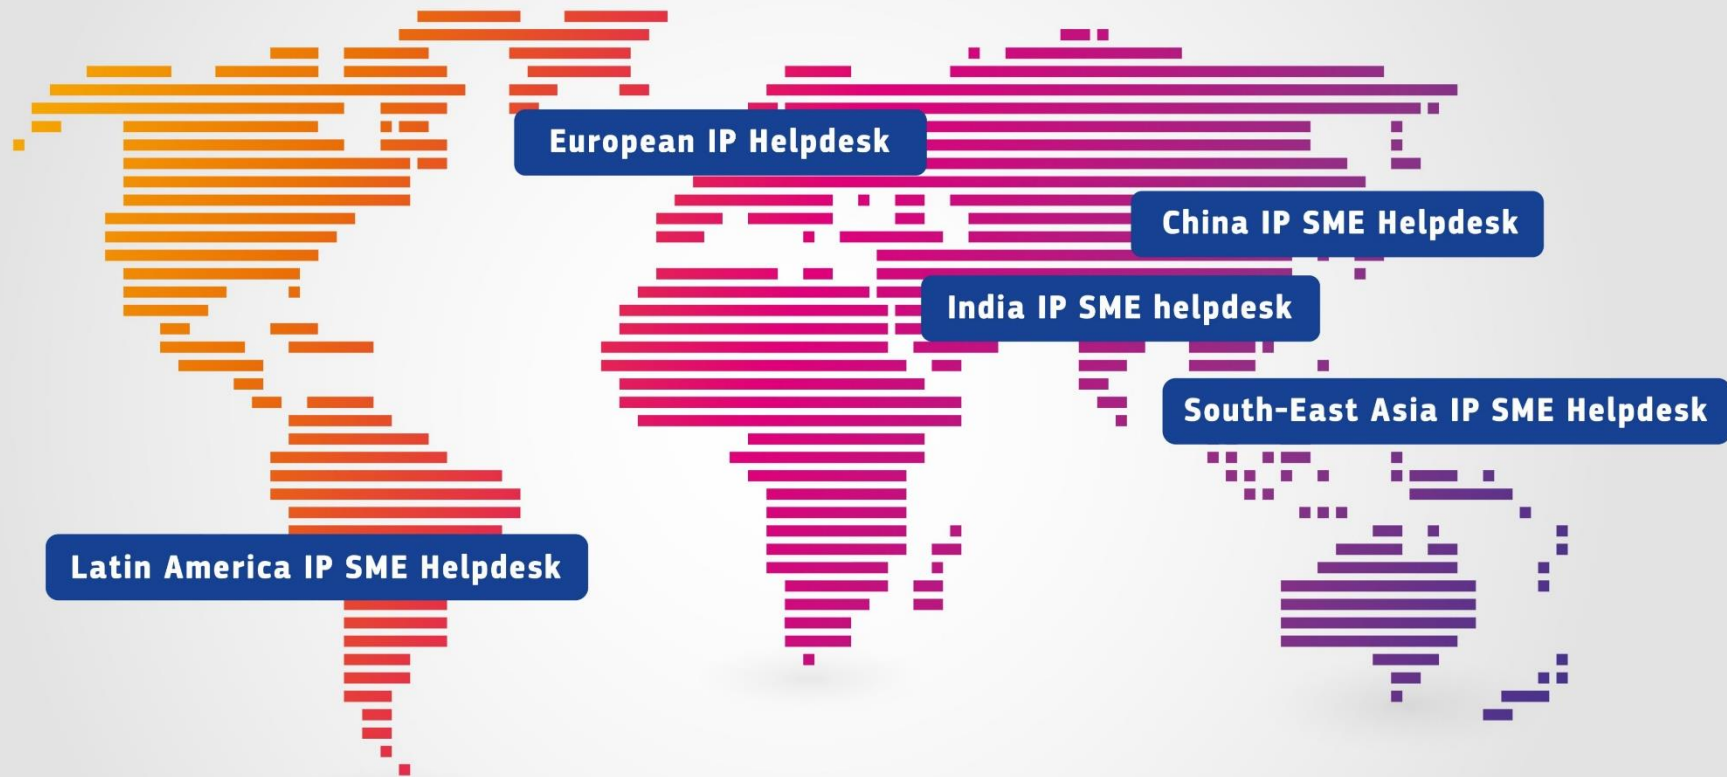 European IP Helpdesk
China IP SME Helpdesk
India IP SME helpdesk
South-East Asia IP SME Helpdesk
Latin America IP SME Helpdesk